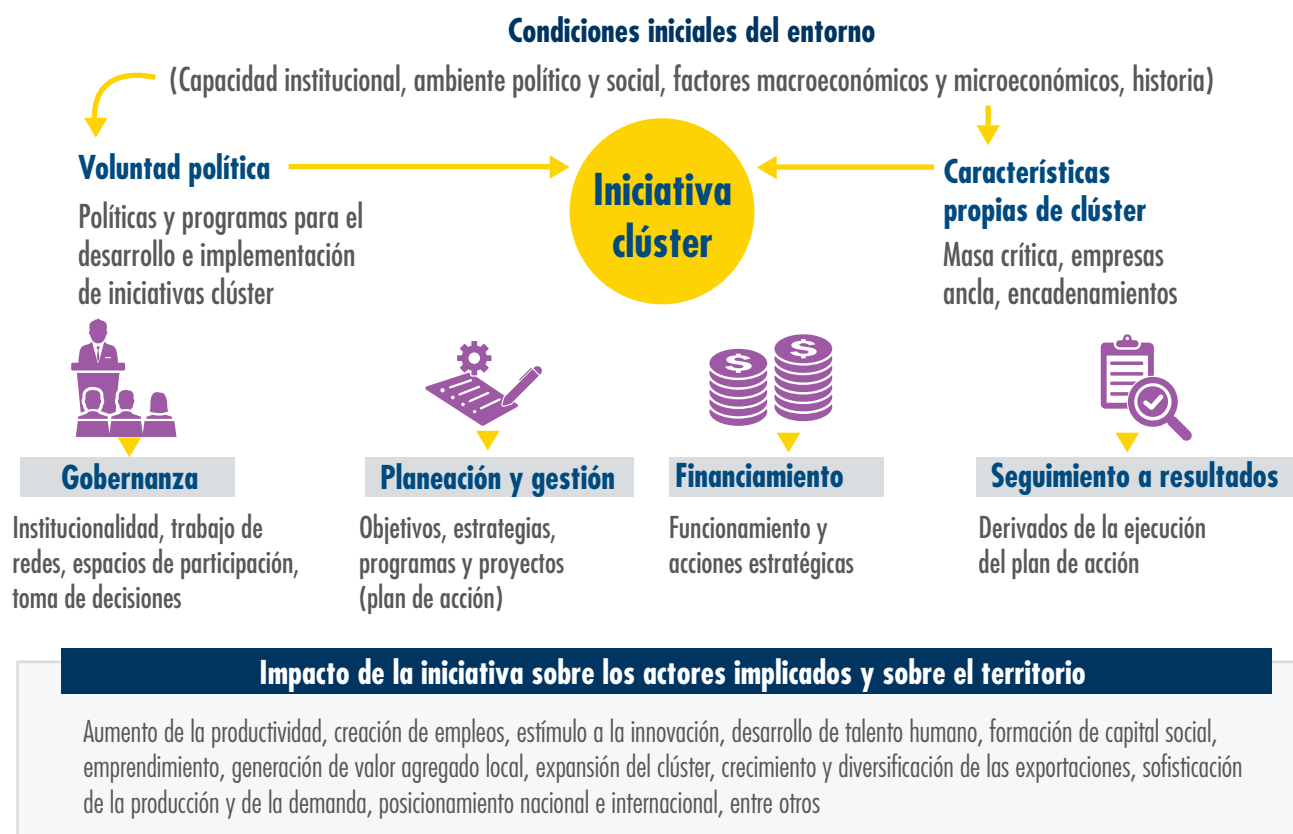 Condiciones iniciales del entorno
(Capacidad institucional, ambiente político y social, factores macroeconómicos y microeconómicos, historia)
Voluntad política
Políticas y programas para el
desarrollo e implementación
de iniciativas clúster
Iniciativa
clúster
Características
propias de clúster
Masa crítica, empresas
ancla, encadenamientos
$ $
Gobernanza
Institucionalidad, trabajo de
redes, espacios de participación,
toma de decisiones
Planeación y gestión
Objetivos, estrategias,
programas y proyectos
(plan de acción)
Financiamiento
Funcionamiento y
acciones estratégicas
Seguimiento a resultados
Derivados de la ejecución
del plan de acción
Impacto de la iniciativa sobre los actores implicados y sobre el territorio
Aumento de la productividad, creación de empleos, estímulo a la innovación, desarrollo de talento humano, formación de capital social,
emprendimiento, generación de valor agregado local, expansión del clúster, crecimiento y diversificación de las exportaciones, sofisticación
de la producción y de la demanda, posicionamiento nacional e internacional, entre otros